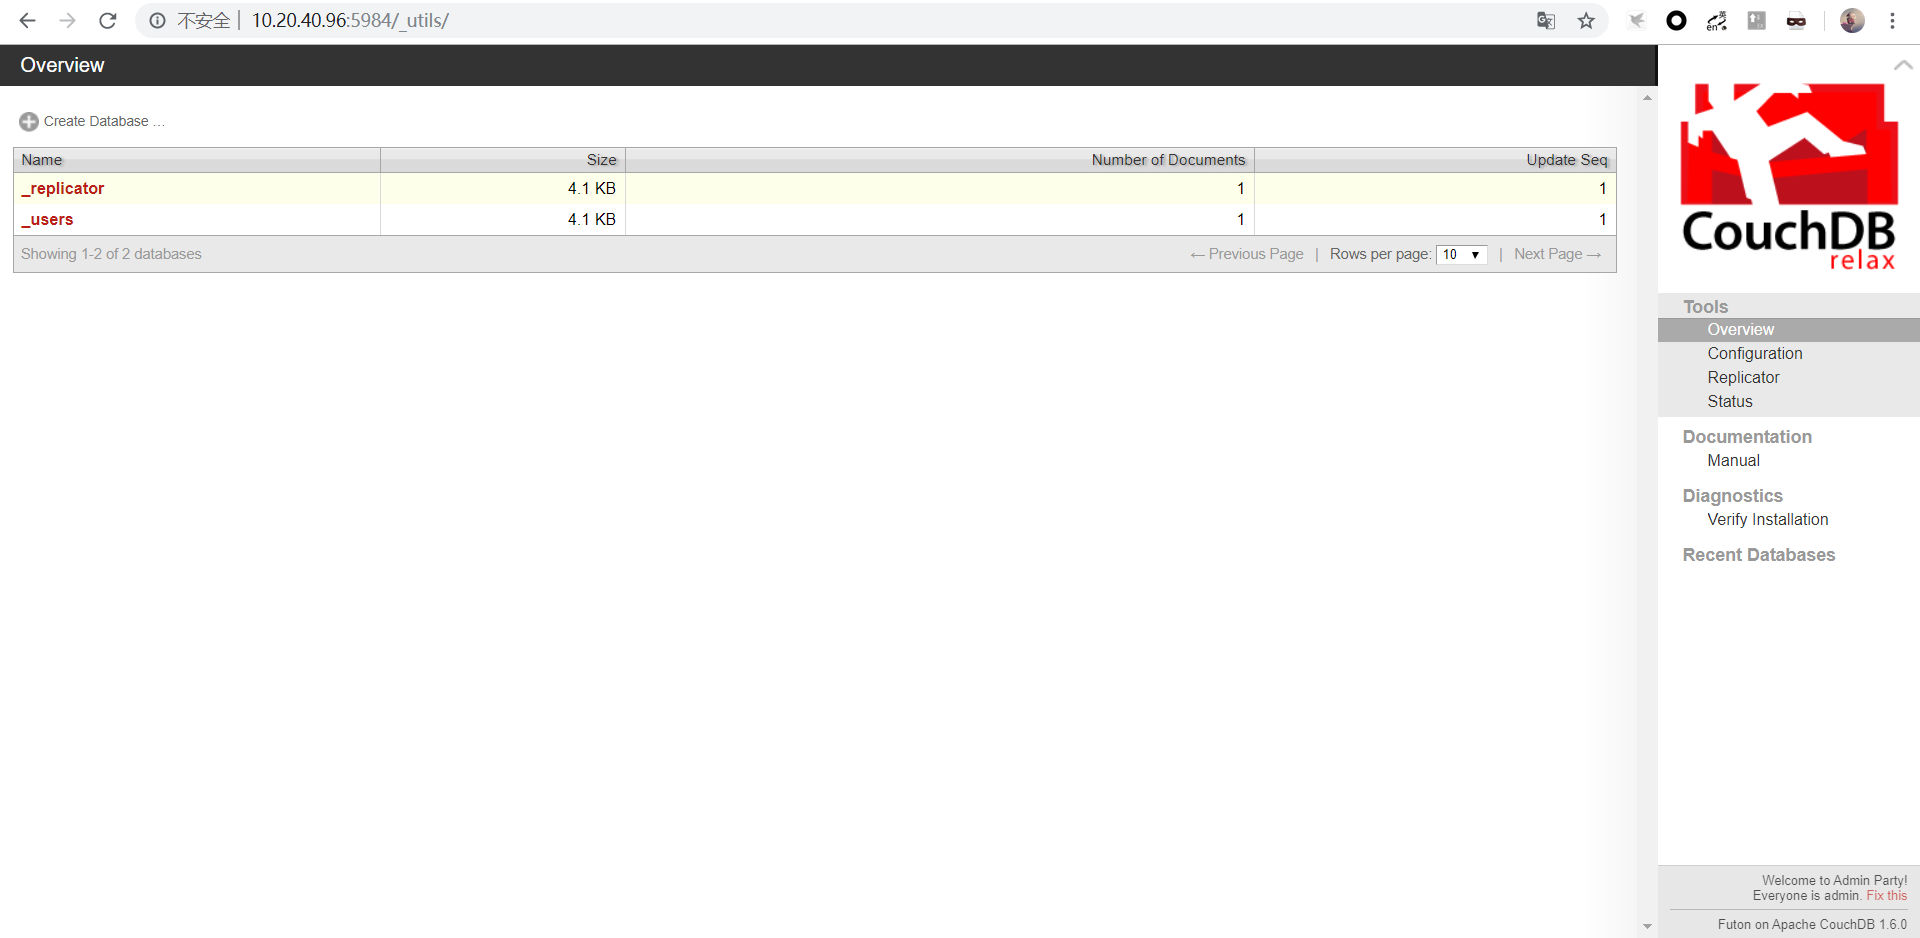 不安全 10.20.40.96:5984/_utils/
Overview
Create Database ...
Name Size Number of Documents Update Seq
_replicator 4.1 KB 1 1
_users 4.1 KB 1 1
Showing 1-2 of 2 databases ← Previous Page | Rows per page: 10 | Next Page →
CouchDB
relax
Tools
Overview
Configuration
Replicator
Status
Documentation
Manual
Diagnostics
Verify Installation
Recent Databases
Welcome to Admin Party!
Everyone is admin. Fix this
Futon on Apache CouchDB 1.6.0